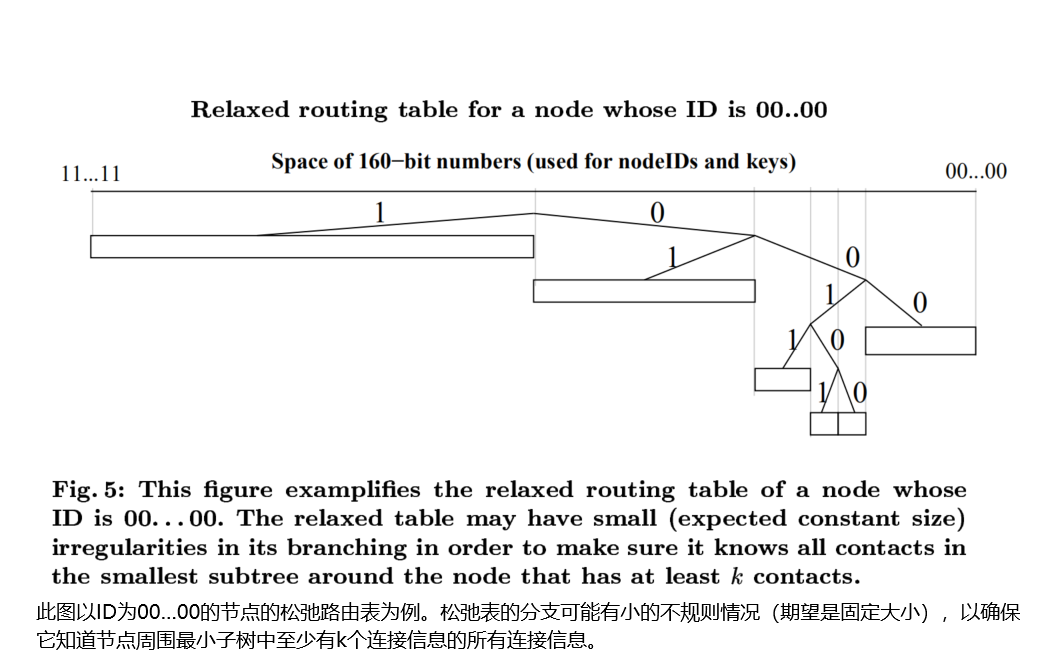 Relaxed routing table for a node whose ID is 00..00
Space of 160−bit numbers (used for nodeIDs and keys)
11...11
00...00
1
0
1
0
1
0
1
0
1
0
Fig. 5: This figure examplifies the relaxed routing table of a node whose
ID is 00...00. The relaxed table may have small (expected constant size)
irregularities in its branching in order to make sure it knows all contacts in
the smallest subtree around the node that has at least k contacts.
此图以ID为00...00的节点的松弛路由表为例。松弛表的分支可能有小的不规则情况（期望是固定大小），以确保
它知道节点周围最小子树中至少有k个连接信息的所有连接信息。